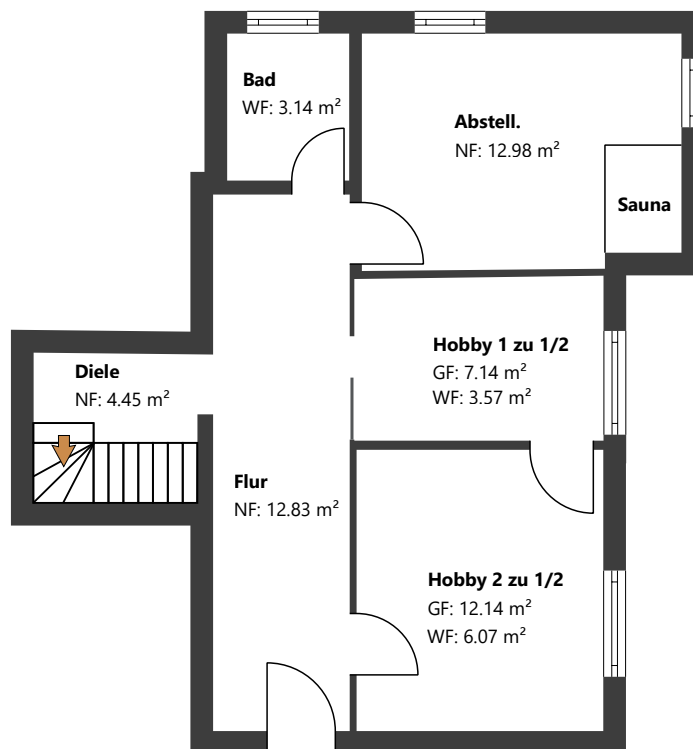 Bad
WF: 3.14 m²
Abstell.
NF: 12.98 m²
Sauna
Hobby 1 zu 1/2
GF: 7.14 m²
WF: 3.57 m²
Diele
NF: 4.45 m²
Flur
NF: 12.83 m²
Hobby 2 zu 1/2
GF: 12.14 m²
WF: 6.07 m²